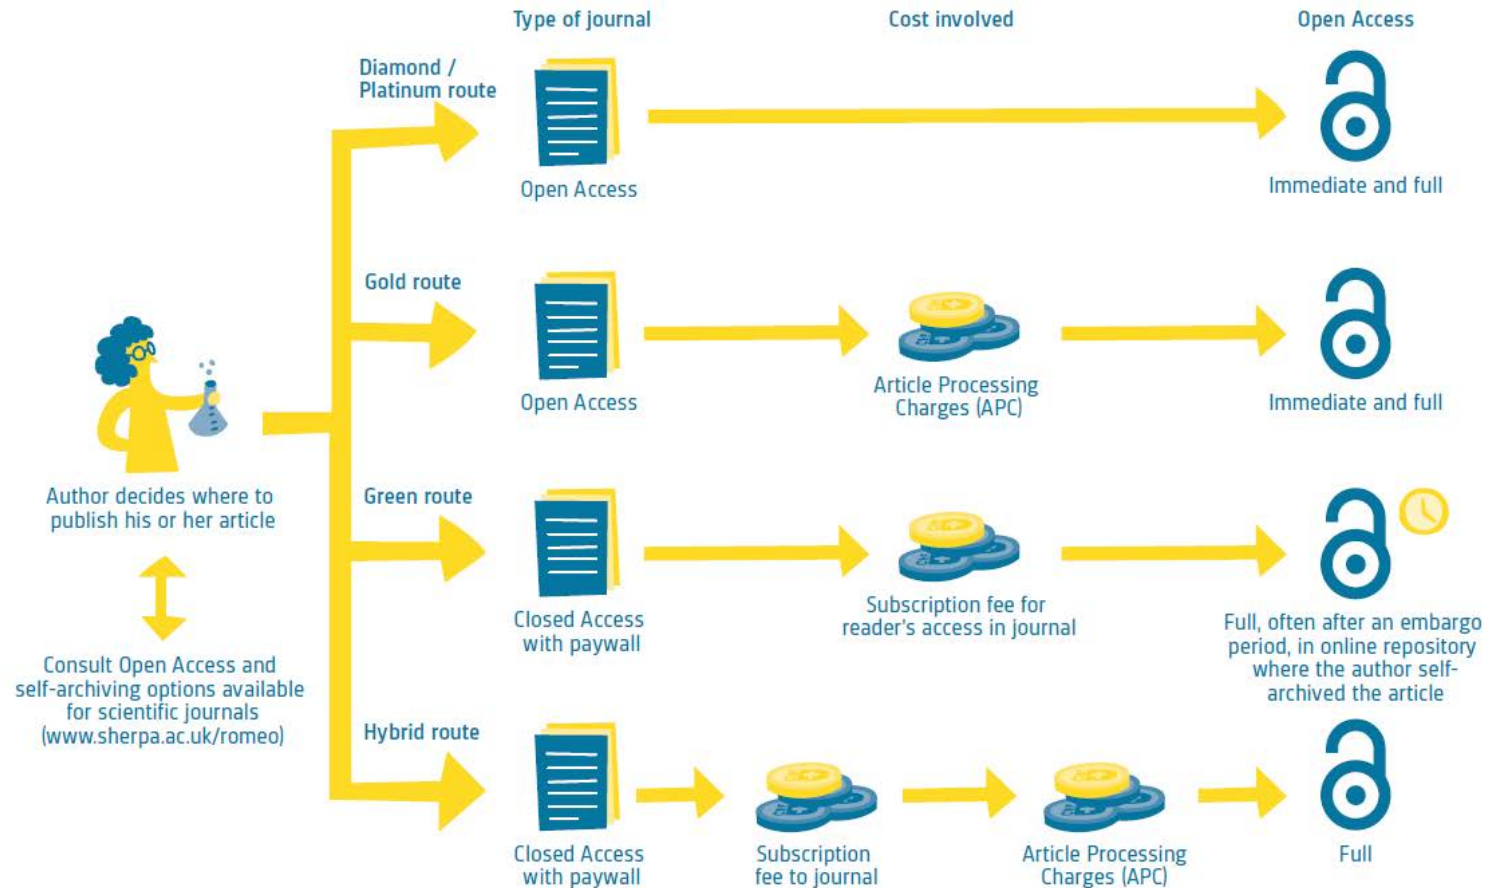 Type of journal
Cost involved
Open Access
Diamond /
Platinum route
Open Access
Immediate and full
Gold route
Open Access
Article Processing
Charges (APC)
Immediate and full
Author decides where to
publish his or her article
Consult Open Access and
self-archiving options available
for scientific journals
(www.sherpa.ac.uk/romeo)
Green route
Closed Access
with paywall
Subscription fee for
reader's access in journal
Full, often after an embargo
period, in online repository
where the author self-
archived the article
Hybrid route
Closed Access
with paywall
Subscription
fee to journal
Article Processing
Charges (APC)
Full